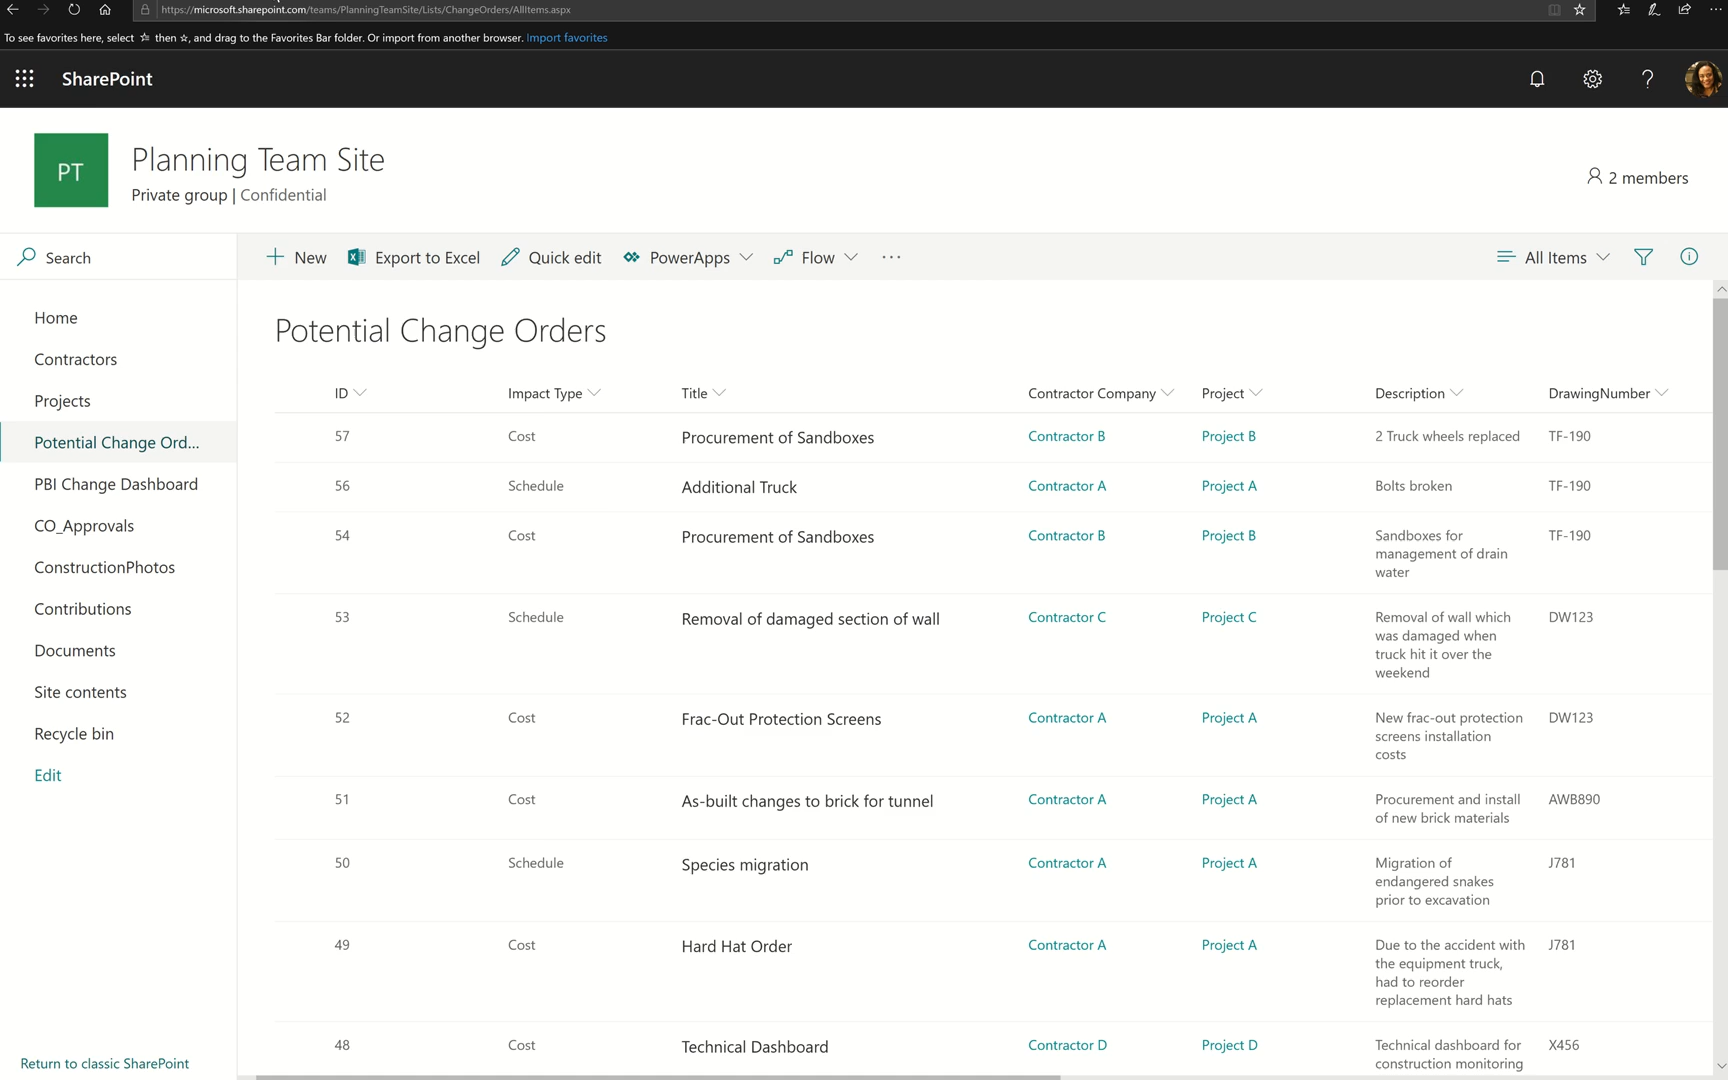 https://microsoft.sharepoint.com/teams/PlanningTeamSite/Lists/ChangeOrders/AllItems.aspx
To see favorites here, select then , and drag to the Favorites Bar folder. Or import from another browser. Import favorites
SharePoint
PT
Planning Team Site
Private group | Confidential
2 members
Search
New
Export to Excel
Quick edit
PowerApps
Flow
...
All Items
Home
Contractors
Projects
Potential Change Ord...
PBI Change Dashboard
CO_Approvals
ConstructionPhotos
Contributions
Documents
Site contents
Recycle bin
Edit
Return to classic SharePoint
Potential Change Orders
ID Impact Type Title Contractor Company Project Description DrawingNumber
57 Cost Procurement of Sandboxes Contractor B Project B 2 Truck wheels replaced TF-190
56 Schedule Additional Truck Contractor A Project A Bolts broken TF-190
54 Cost Procurement of Sandboxes Contractor B Project B Sandboxes for TF-190
management of drain
water
53 Schedule Removal of damaged section of wall Contractor C Project C Removal of wall which DW123
was damaged when
truck hit it over the
weekend
52 Cost Frac-Out Protection Screens Contractor A Project A New frac-out protection DW123
screens installation
costs
51 Cost As-built changes to brick for tunnel Contractor A Project A Procurement and install AWB890
of new brick materials
50 Schedule Species migration Contractor A Project A Migration of J781
endangered snakes
prior to excavation
49 Cost Hard Hat Order Contractor A Project A Due to the accident with J781
the equipment truck,
had to reorder
replacement hard hats
48 Cost Technical Dashboard Contractor D Project D Technical dashboard for X456
construction monitoring